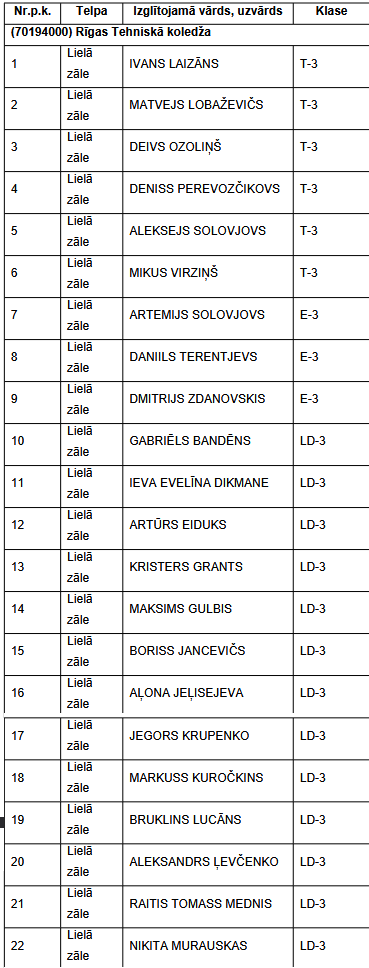 Nr.p.k. Telpa Izglītojamā vārds, uzvārds Klase
(70194000) Rīgas Tehniskā koledža
1 Lielā zāle IVANS LAIZĀNS T-3
2 Lielā zāle MATVEJS LOBAŽEVIČS T-3
3 Lielā zāle DEIVS OZOLIŅŠ T-3
4 Lielā zāle DENISS PEREVOZČIKOVS T-3
5 Lielā zāle ALEKSEJS SOLOVJOVS T-3
6 Lielā zāle MIKUS VIRZIŅŠ T-3
7 Lielā zāle ARTEMIJS SOLOVJOVS E-3
8 Lielā zāle DANIILS TERENTJEVS E-3
9 Lielā zāle DMITRIJS ZDANOVSKIS E-3
10 Lielā zāle GABRIĒLS BANDĒNS LD-3
11 Lielā zāle IEVA EVELĪNA DIKMANE LD-3
12 Lielā zāle ARTŪRS EIDUKS LD-3
13 Lielā zāle KRISTERS GRANTS LD-3
14 Lielā zāle MAKSIMS GULBIS LD-3
15 Lielā zāle BORISS JANCEVIČS LD-3
16 Lielā zāle AĻONA JEĻISEJEVA LD-3
17 Lielā zāle JEGORS KRUPENKO LD-3
18 Lielā zāle MARKUSS KUROČKINS LD-3
19 Lielā zāle BRUKLINS LUCĀNS LD-3
20 Lielā zāle ALEKSANDRS ĻEVČENKO LD-3
21 Lielā zāle RAITIS TOMASS MEDNIS LD-3
22 Lielā zāle NIKITA MURAUSKAS LD-3